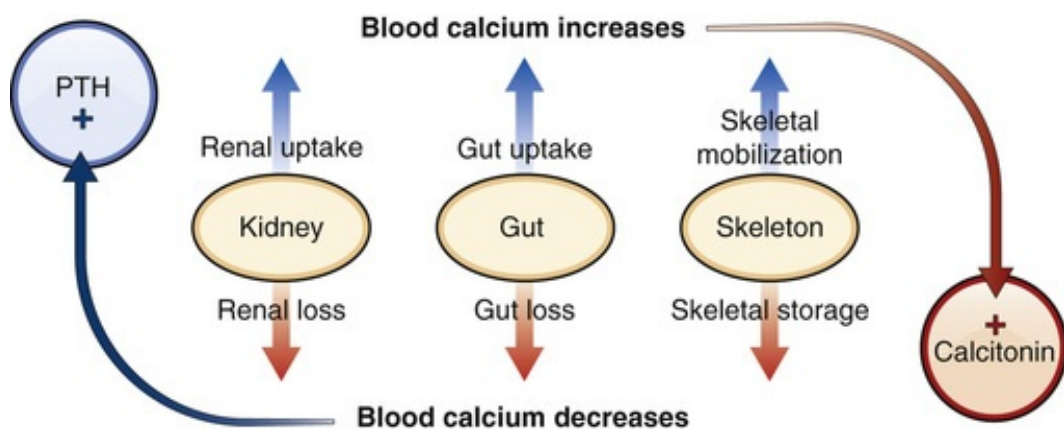 Blood calcium increases
PTH
+
Renal uptake
Gut uptake
Skeletal
mobilization
Kidney
Gut
Skeleton
Renal loss
Gut loss
Skeletal storage
+
Calcitonin
Blood calcium decreases